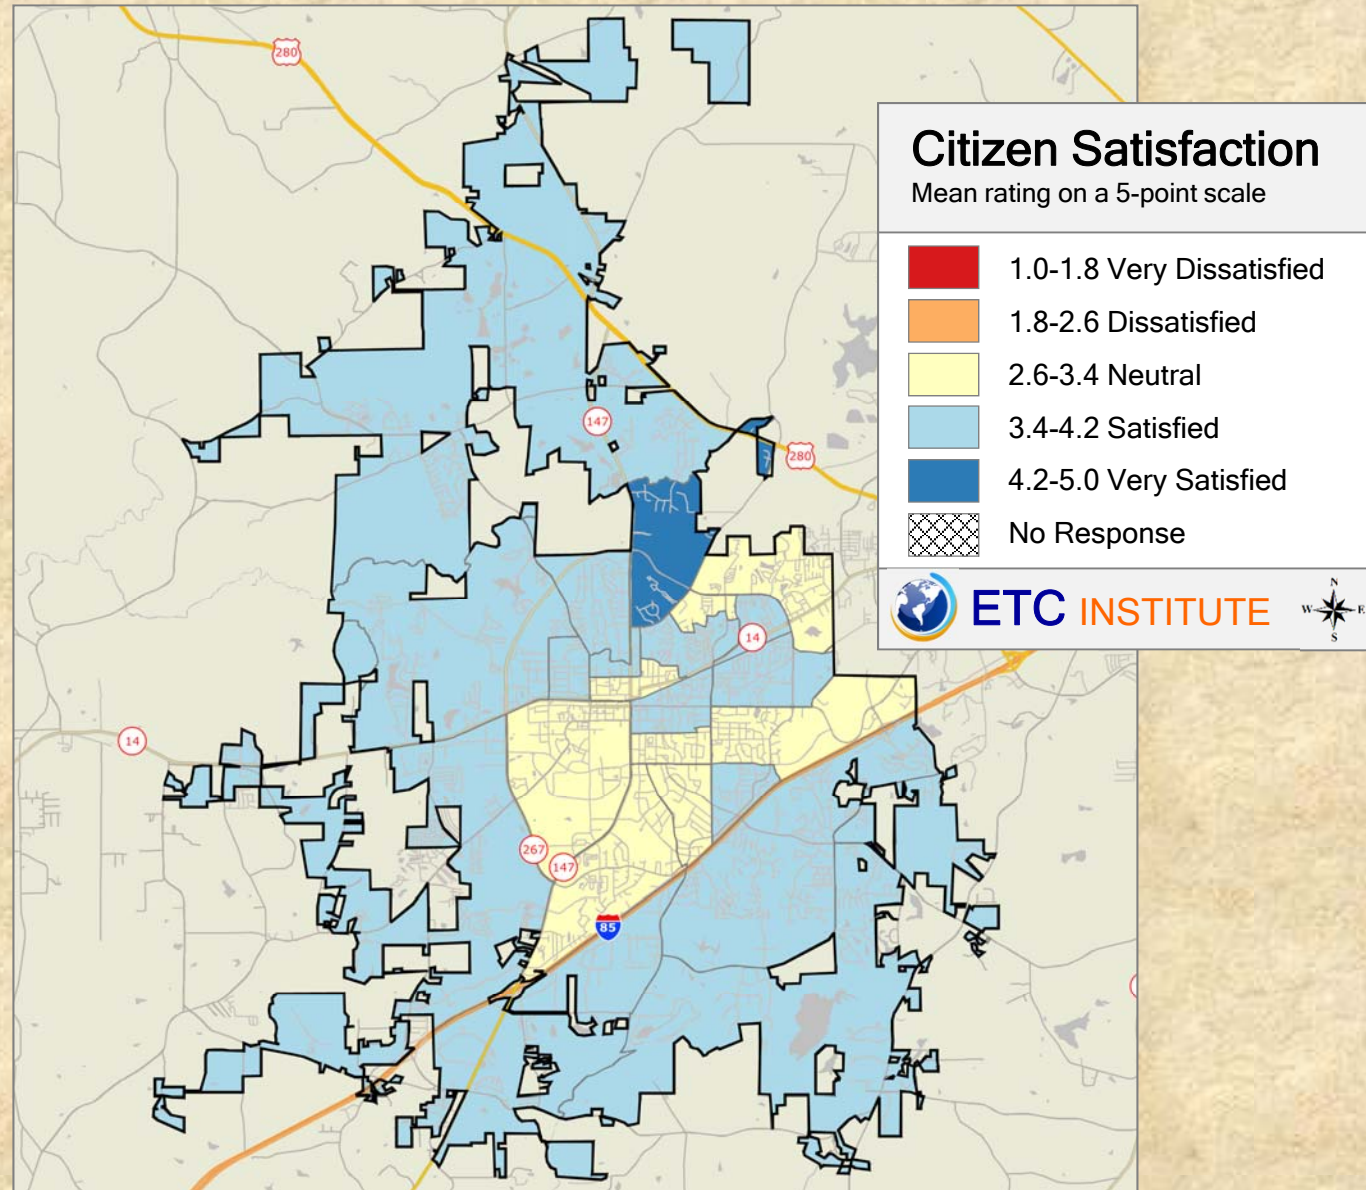 280
Citizen Satisfaction
Mean rating on a 5-point scale
1.0-1.8 Very Dissatisfied
1.8-2.6 Dissatisfied
2.6-3.4 Neutral
3.4-4.2 Satisfied
4.2-5.0 Very Satisfied
No Response
ETC INSTITUTE
N
W E
S
147
280
14
14
267
147
85